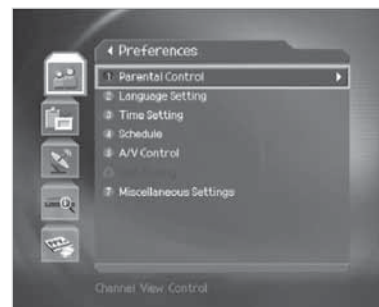 Preferences
1 Parental Control
2 Language Setting
3 Time Setting
4 Schedule
5 A/V Control
7 Miscellaneous Settings
Channel View Control